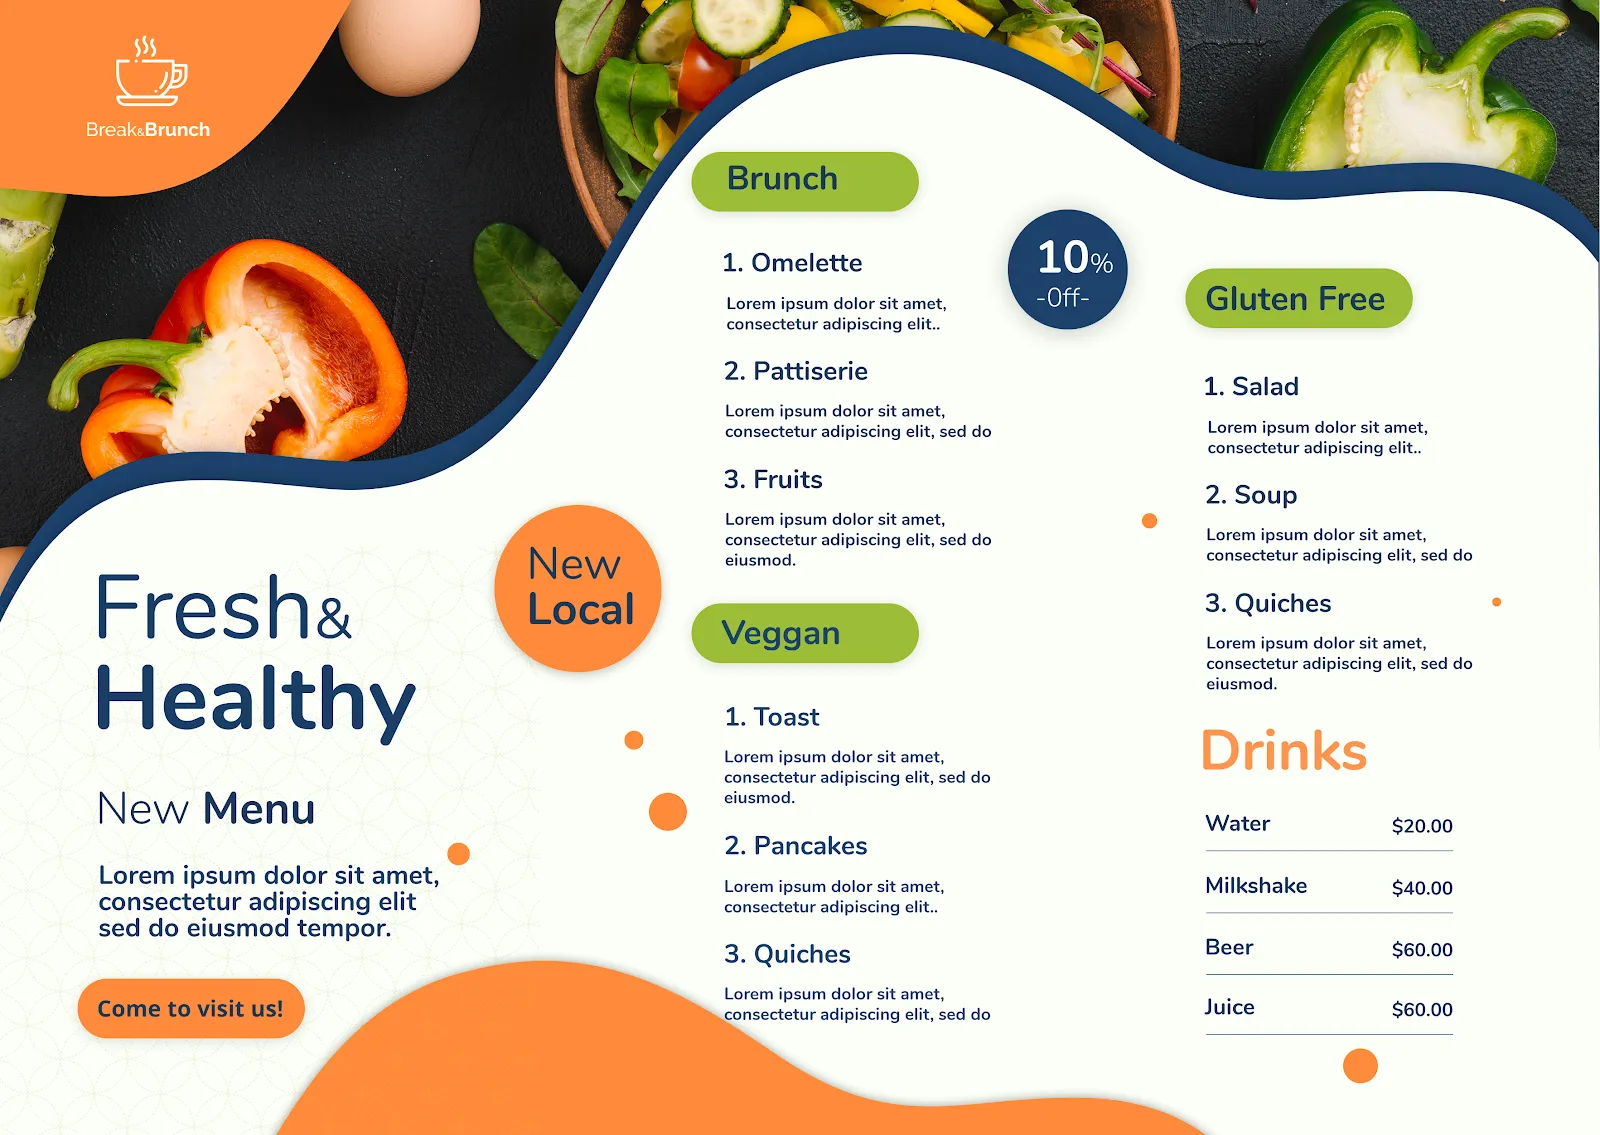 Break&Brunch
Fresh&
Healthy
New Menu
Lorem ipsum dolor sit amet,
consectetur adipiscing elit
sed do eiusmod tempor.
Come to visit us!
New
Local
Brunch
1. Omelette
Lorem ipsum dolor sit amet,
consectetur adipiscing elit..
2. Pattiserie
Lorem ipsum dolor sit amet,
consectetur adipiscing elit, sed do
3. Fruits
Lorem ipsum dolor sit amet,
consectetur adipiscing elit, sed do
eiusmod.
Veggan
1. Toast
Lorem ipsum dolor sit amet,
consectetur adipiscing elit, sed do
eiusmod.
2. Pancakes
Lorem ipsum dolor sit amet,
consectetur adipiscing elit..
3. Quiches
Lorem ipsum dolor sit amet,
consectetur adipiscing elit, sed do
10%
-Off-
Gluten Free
1. Salad
Lorem ipsum dolor sit amet,
consectetur adipiscing elit..
2. Soup
Lorem ipsum dolor sit amet,
consectetur adipiscing elit, sed do
3. Quiches
Lorem ipsum dolor sit amet,
consectetur adipiscing elit, sed do
eiusmod.
Drinks
Water $20.00
Milkshake $40.00
Beer $60.00
Juice $60.00